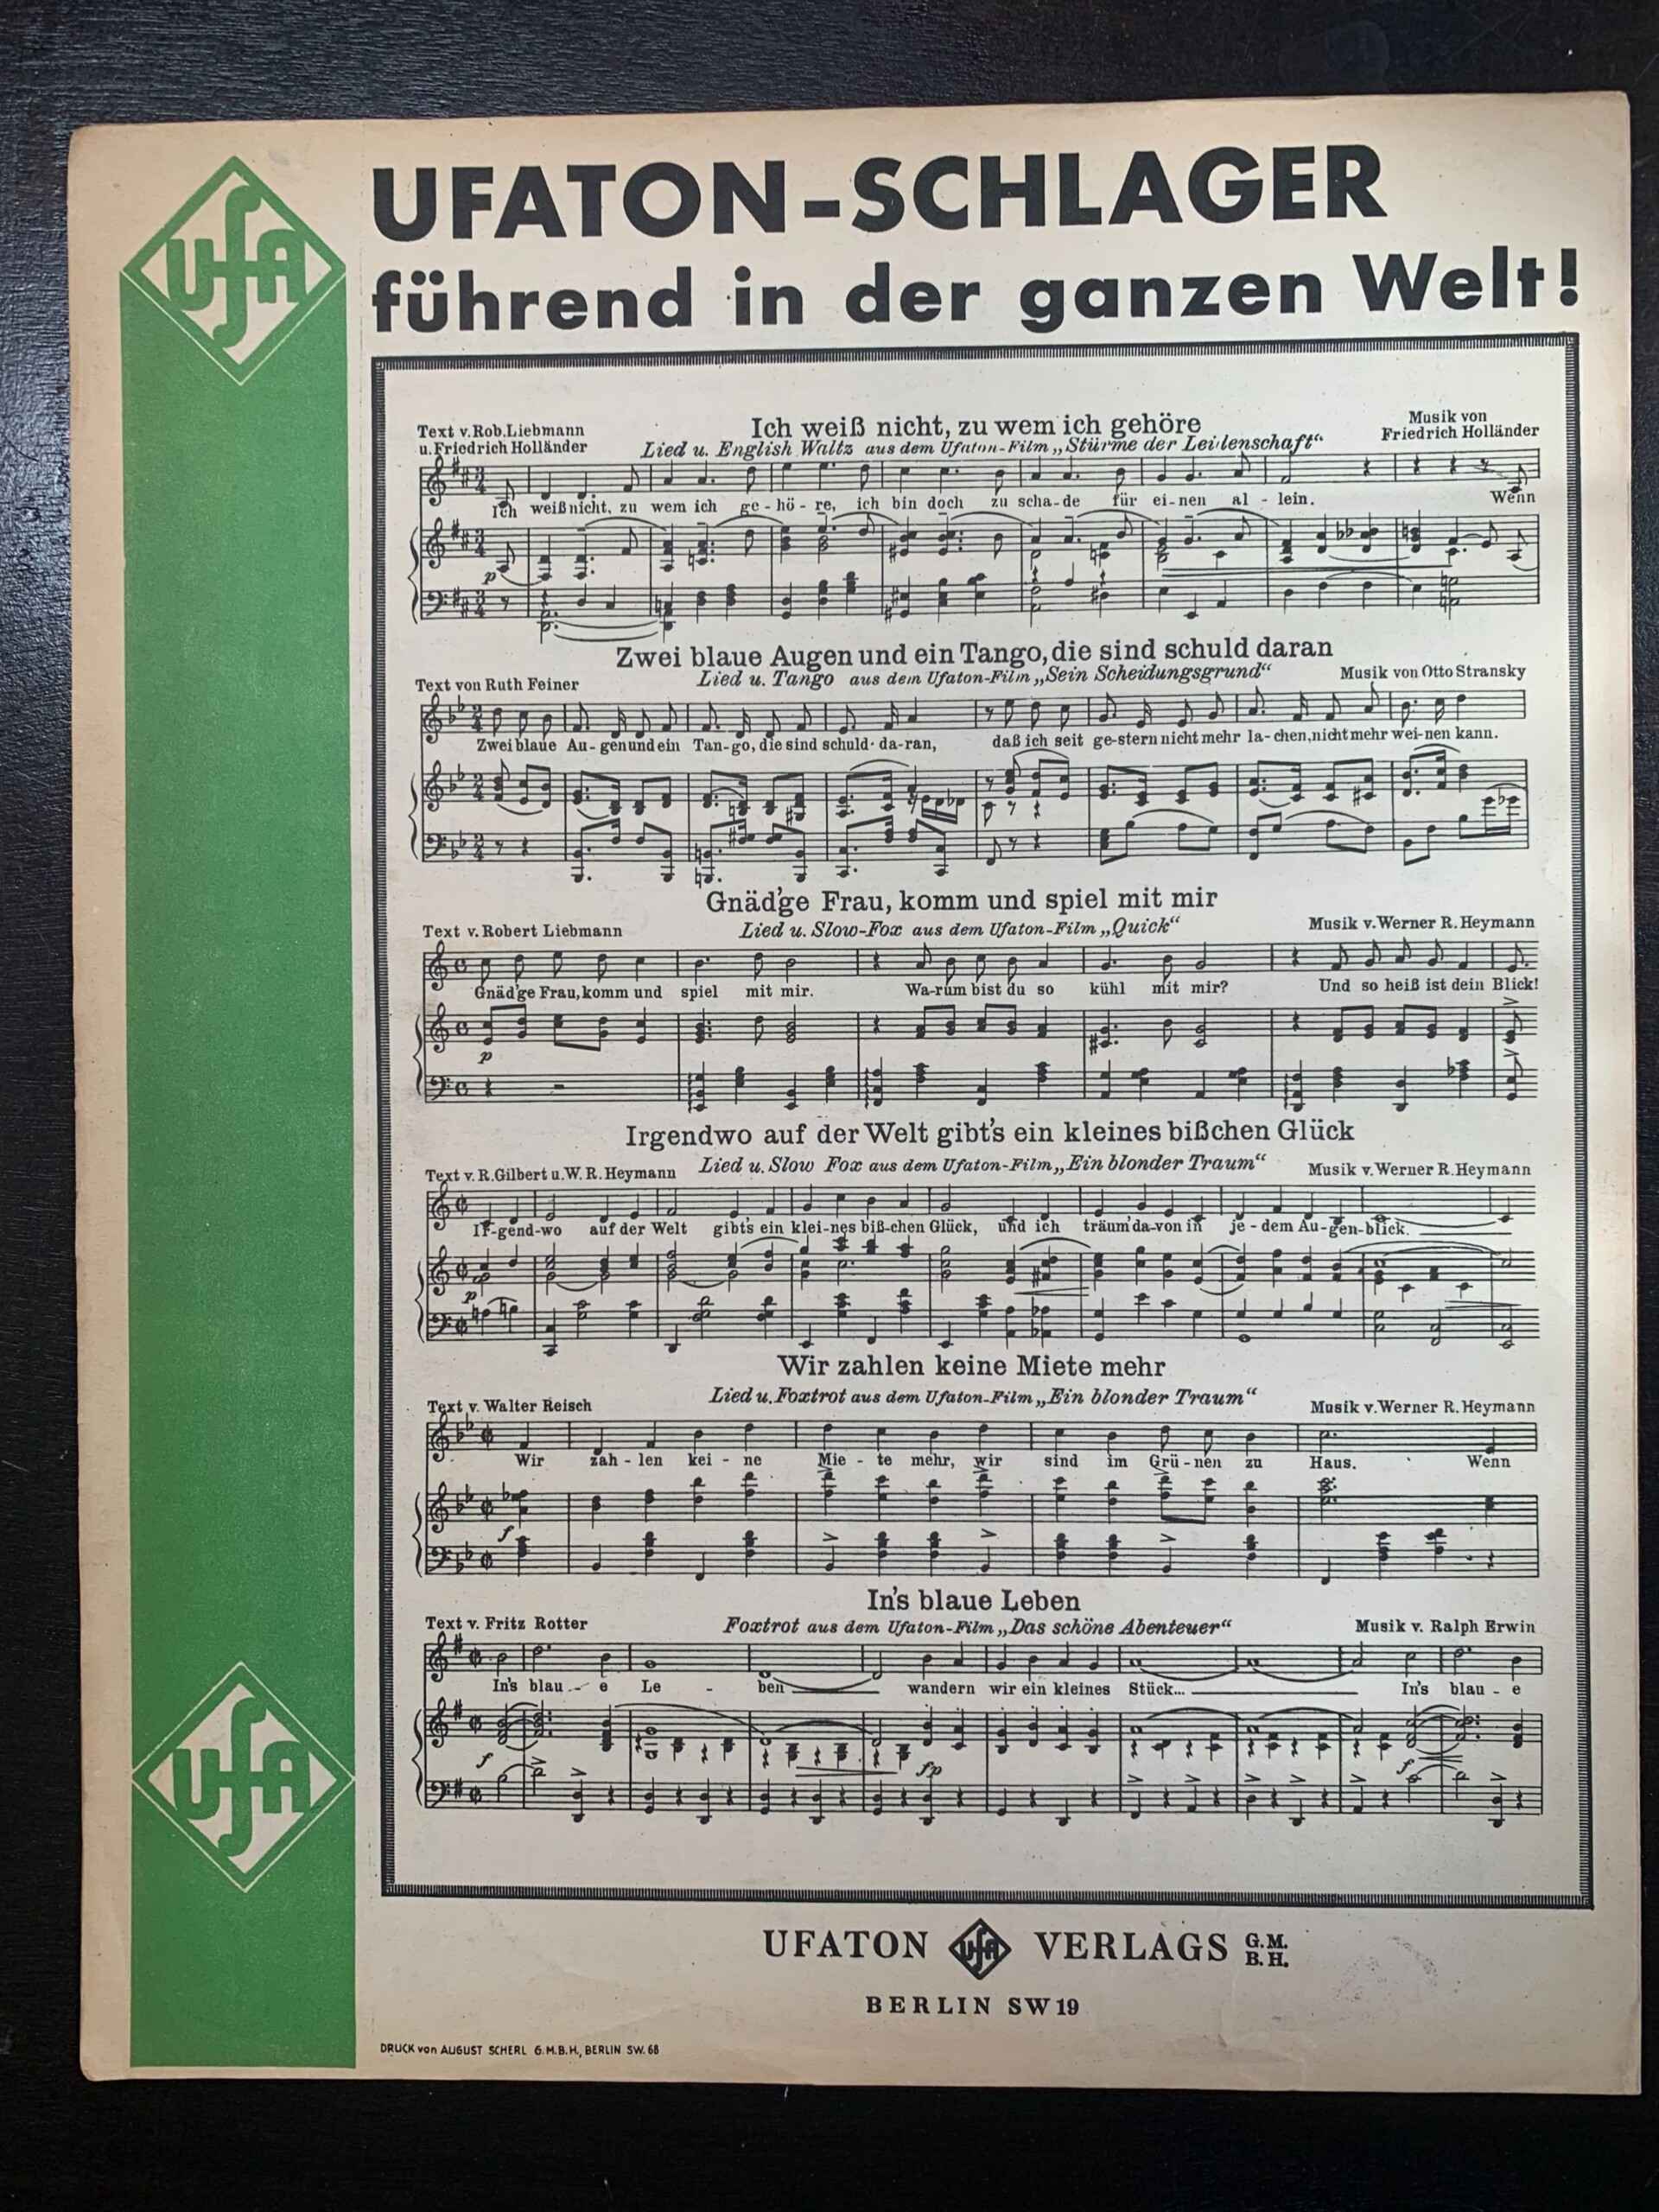 UFA
UFATON-SCHLAGER
führend in der ganzen Welt!
Ich weiß nicht, zu wem ich gehöre
Text v. Rob. Liebmann
u. Friedrich Holländer
Lied u. English Waltz aus dem Ufaton-Film „Stürme der Leidenschaft“
Musik von
Friedrich Holländer
Ich weiß nicht, zu wem ich ge - hö - re, ich bin doch zu scha - de für ei - nen al - lein. Wenn
p
Zwei blaue Augen und ein Tango, die sind schuld daran
Text von Ruth Feiner
Lied u. Tango aus dem Ufaton-Film „Sein Scheidungsgrund“
Musik von Otto Stransky
Zwei blaue Au - gen und ein Tan - go, die sind schuld da - ran, daß ich seit ge - stern nicht mehr la - chen, nicht mehr wei - nen kann.
Gnäd'ge Frau, komm und spiel mit mir
Text v. Robert Liebmann
Lied u. Slow-Fox aus dem Ufaton-Film „Quick“
Musik v. Werner R. Heymann
Gnäd'ge Frau, komm und spiel mit mir. Wa - rum bist du so kühl mit mir? Und so heiß ist dein Blick!
p
Irgendwo auf der Welt gibt's ein kleines bißchen Glück
Text v. R. Gilbert u. W. R. Heymann
Lied u. Slow Fox aus dem Ufaton-Film „Ein blonder Traum“
Musik v. Werner R. Heymann
Ir - gend - wo auf der Welt gibt's ein klei - nes biß - chen Glück, und ich träum' da - von in je - dem Au - gen - blick.
p
Wir zahlen keine Miete mehr
Text v. Walter Reisch
Lied u. Foxtrot aus dem Ufaton-Film „Ein blonder Traum“
Musik v. Werner R. Heymann
Wir zah - len kei - ne Mie - te mehr, wir sind im Grü - nen zu Haus. Wenn
f
In's blaue Leben
Text v. Fritz Rotter
Foxtrot aus dem Ufaton-Film „Das schöne Abenteuer“
Musik v. Ralph Erwin
In's blau - e Le - ben wandern wir ein kleines Stück... In's blau - e
f fp f
UFA
UFATON UFA VERLAGS G.M.B.H.
BERLIN SW 19
DRUCK von AUGUST SCHERL G.M.B.H., BERLIN SW. 68